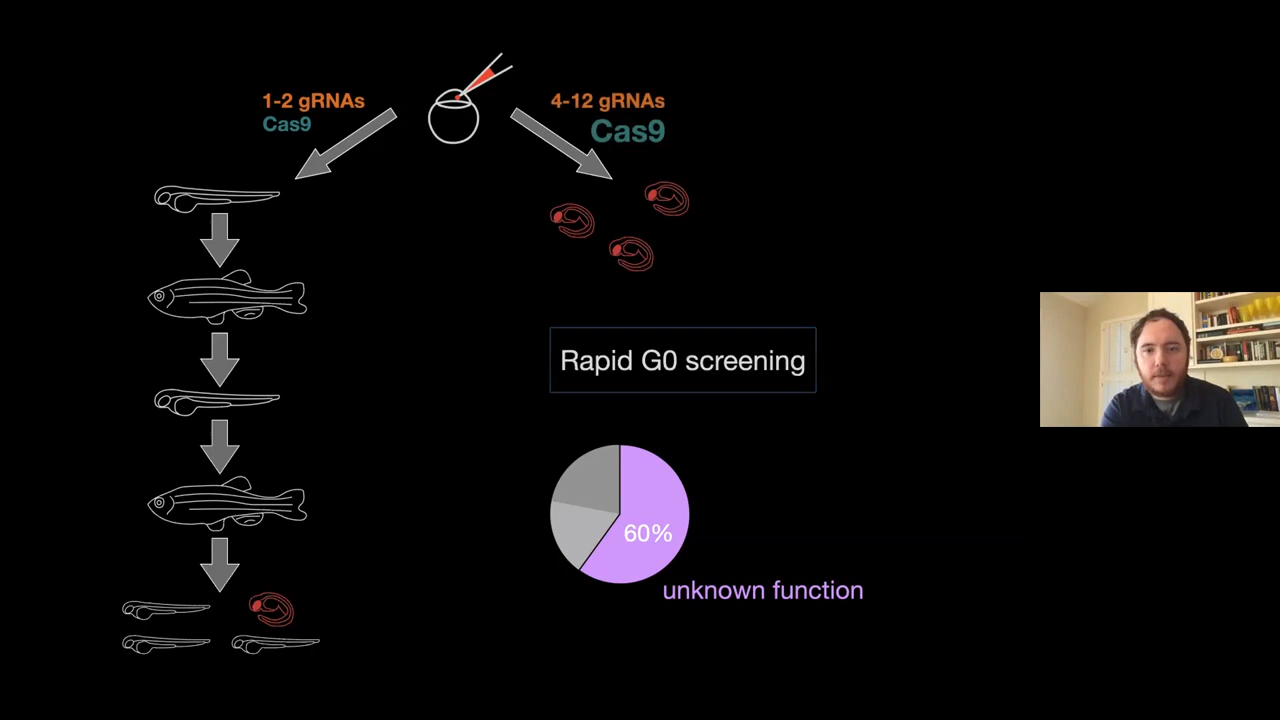 1-2 gRNAs
Cas9
4-12 gRNAs
Cas9
Rapid G0 screening
60%
unknown function